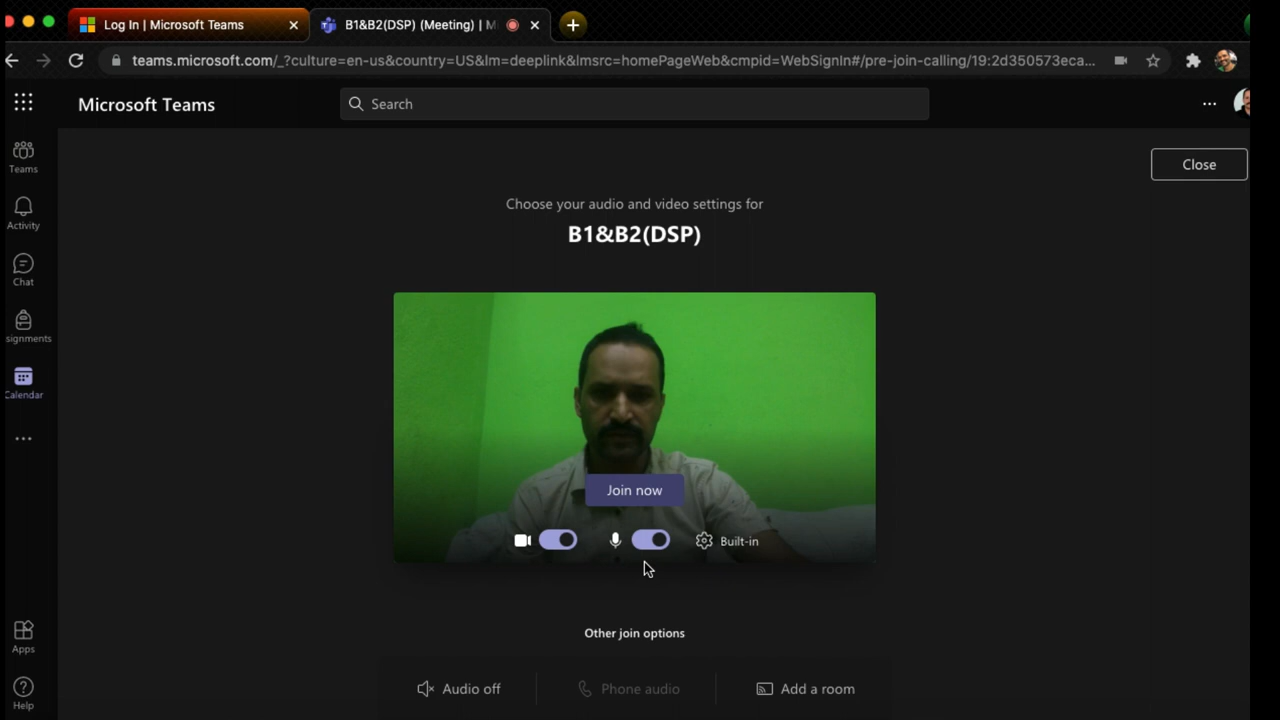 Log In | Microsoft Teams
B1&B2(DSP) (Meeting) | M
teams.microsoft.com/_?culture=en-us&country=US&lm=deeplink&lmsrc=homePageWeb&cmpid=WebSignIn#/pre-join-calling/19:2d350573eca...
Microsoft Teams
Search
Teams
Activity
Chat
signments
Calendar
Apps
Help
Close
Choose your audio and video settings for
B1&B2(DSP)
Join now
Built-in
Other join options
Audio off
Phone audio
Add a room